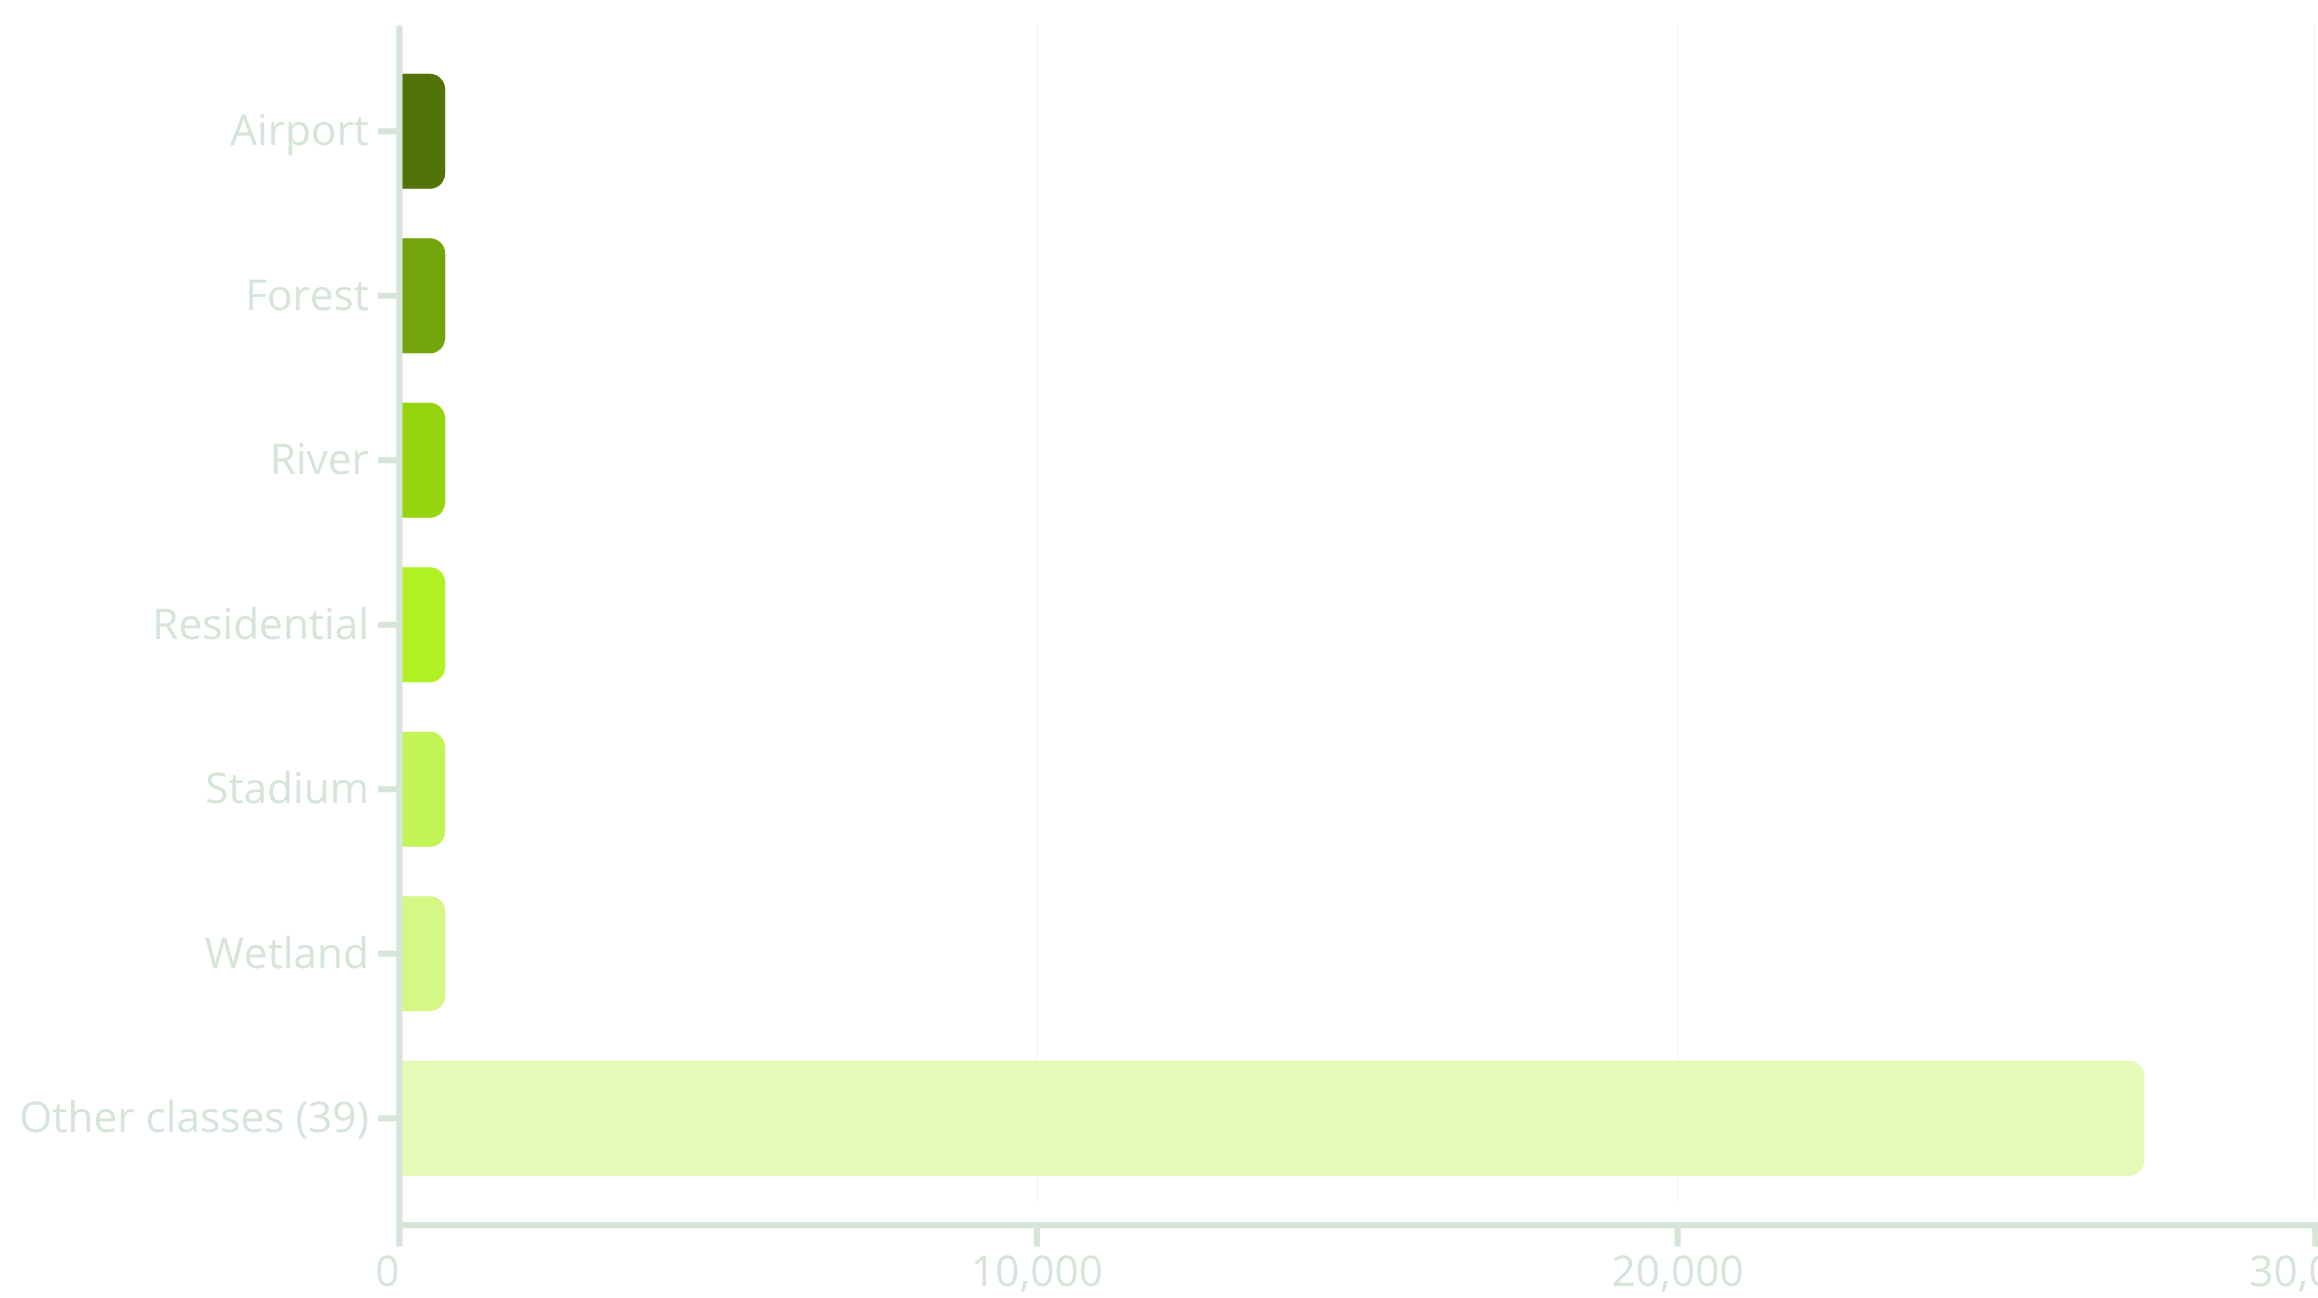 Airport
Forest
River
Residential
Stadium
Wetland
Other classes (39)
0 10,000 20,000